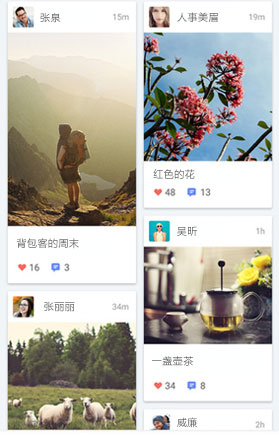 张泉 15m
背包客的周末
16 3
张丽丽 34m
人事美眉 19m
红色的花
48 13
吴昕 1h
一盏壶茶
34 8
威廉 2h